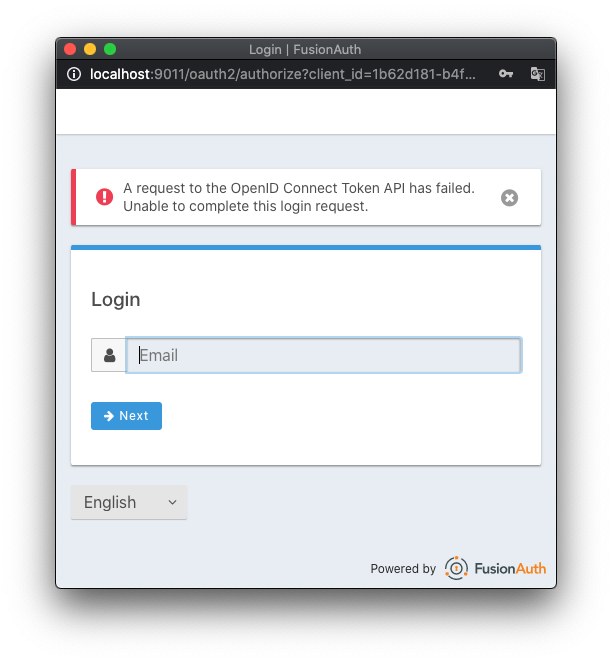 Login | FusionAuth
localhost:9011/oauth2/authorize?client_id=1b62d181-b4f...
A request to the OpenID Connect Token API has failed.
Unable to complete this login request.
Login
Email
Next
English
Powered by FusionAuth